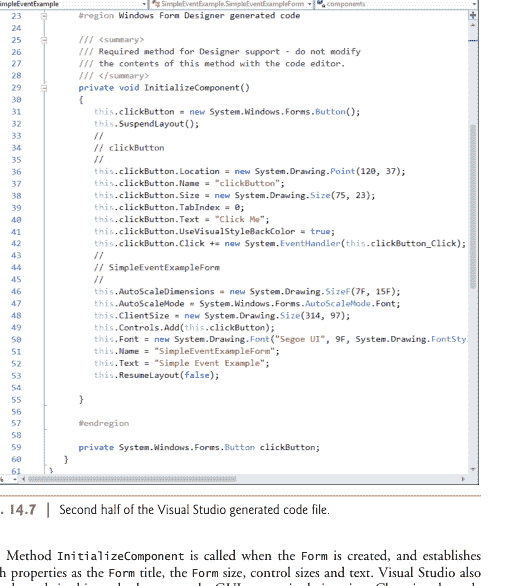 impleEventExample
SimpleEventExample.SimpleEventExampleForm
components
23 #region Windows Form Designer generated code
24
25 /// <summary>
26 /// Required method for Designer support - do not modify
27 /// the contents of this method with the code editor.
28 /// </summary>
29 private void InitializeComponent()
30 {
31 this.clickButton = new System.Windows.Forms.Button();
32 this.SuspendLayout();
33 //
34 // clickButton
35 //
36 this.clickButton.Location = new System.Drawing.Point(120, 37);
37 this.clickButton.Name = "clickButton";
38 this.clickButton.Size = new System.Drawing.Size(75, 23);
39 this.clickButton.TabIndex = 0;
40 this.clickButton.Text = "Click Me";
41 this.clickButton.UseVisualStyleBackColor = true;
42 this.clickButton.Click += new System.EventHandler(this.clickButton_Click);
43 //
44 // SimpleEventExampleForm
45 //
46 this.AutoScaleDimensions = new System.Drawing.SizeF(7F, 15F);
47 this.AutoScaleMode = System.Windows.Forms.AutoScaleMode.Font;
48 this.ClientSize = new System.Drawing.Size(314, 97);
49 this.Controls.Add(this.clickButton);
50 this.Font = new System.Drawing.Font("Segoe UI", 9F, System.Drawing.FontSty
51 this.Name = "SimpleEventExampleForm";
52 this.Text = "Simple Event Example";
53 this.ResumeLayout(false);
54
55 }
56
57 #endregion
58
59 private System.Windows.Forms.Button clickButton;
60 }
61 }
. 14.7 | Second half of the Visual Studio generated code file.
Method InitializeComponent is called when the Form is created, and establishes
h properties as the Form title, the Form size, control sizes and text. Visual Studio also